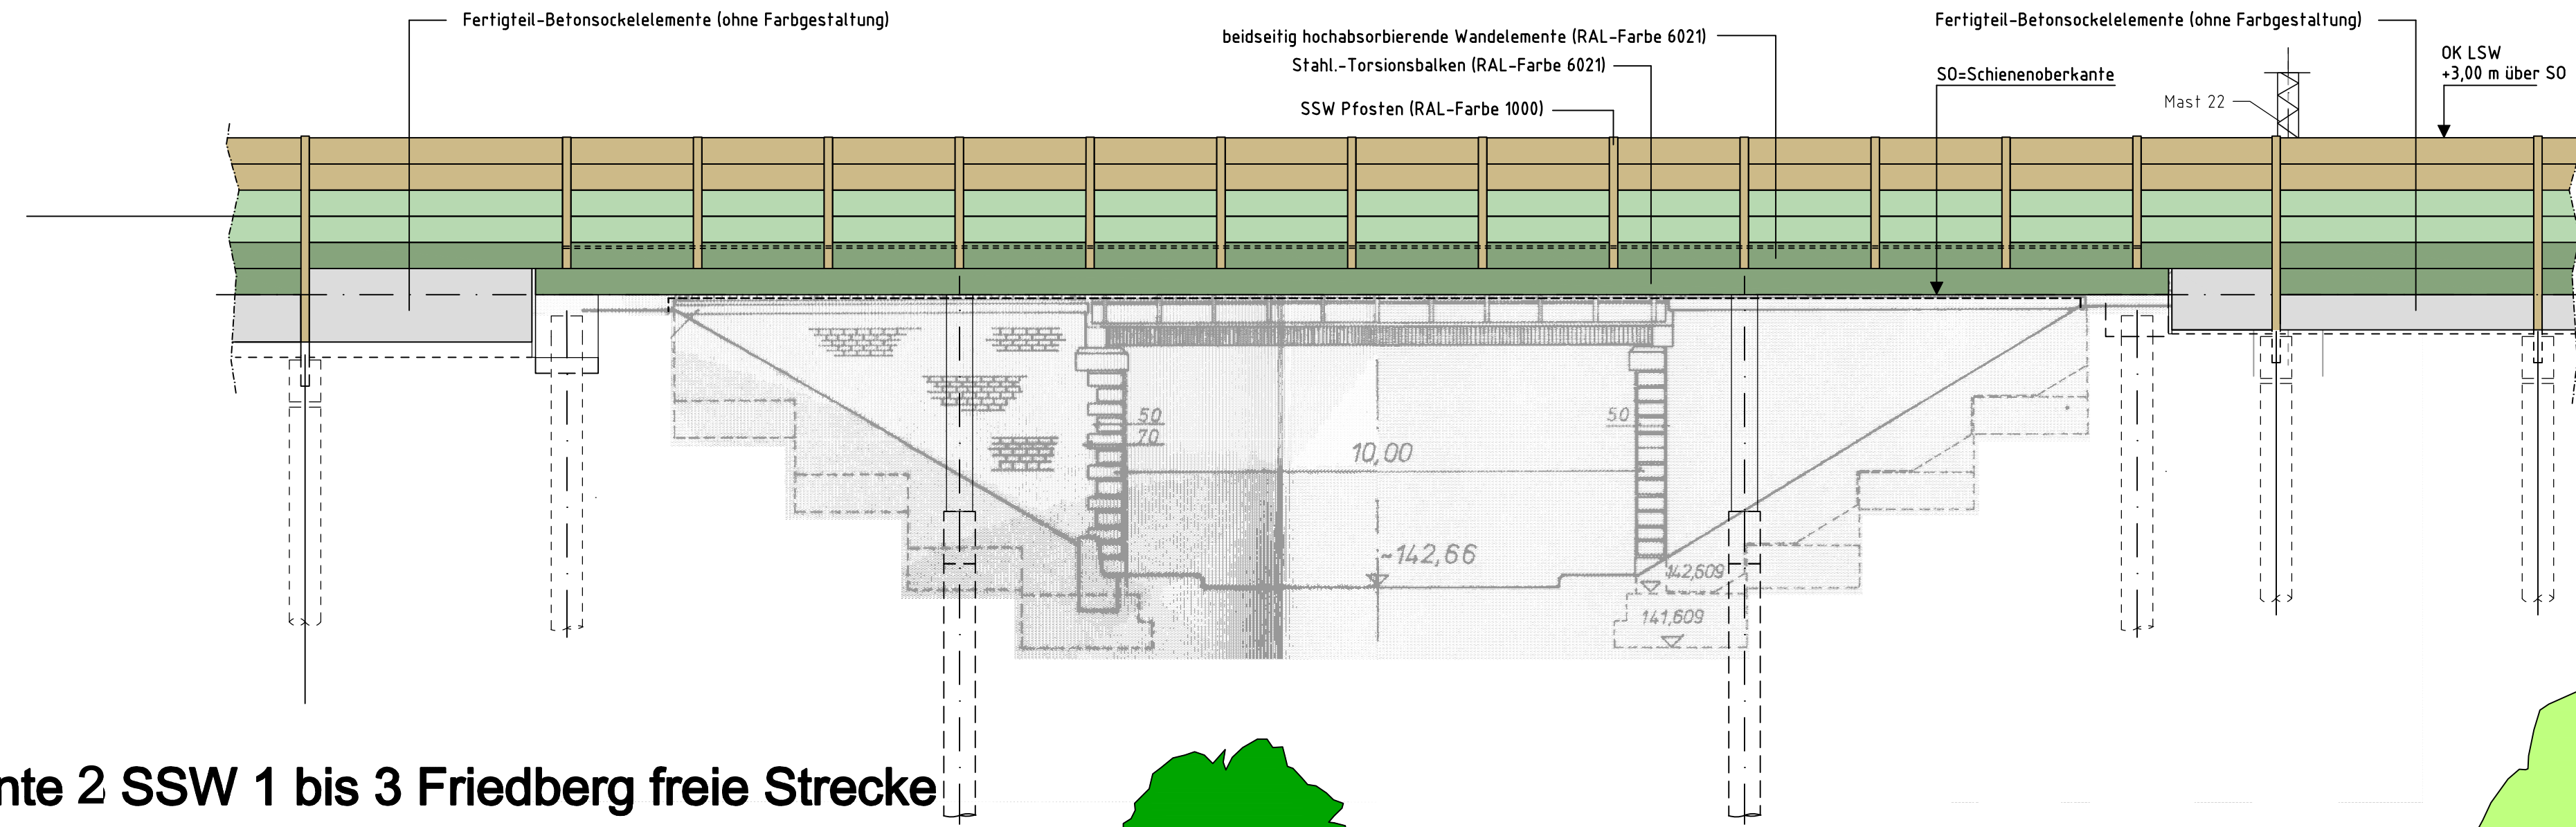 Fertigteil-Betonsockelelemente (ohne Farbgestaltung)
beidseitig hochabsorbierende Wandelemente (RAL-Farbe 6021)
Stahl.-Torsionsbalken (RAL-Farbe 6021)
SSW Pfosten (RAL-Farbe 1000)
Fertigteil-Betonsockelelemente (ohne Farbgestaltung)
SO=Schienenoberkante
Mast 22
OK LSW
+3,00 m über SO
50
70
50
10,00
~142,66
142,609
141,609
nte 2 SSW 1 bis 3 Friedberg freie Strecke